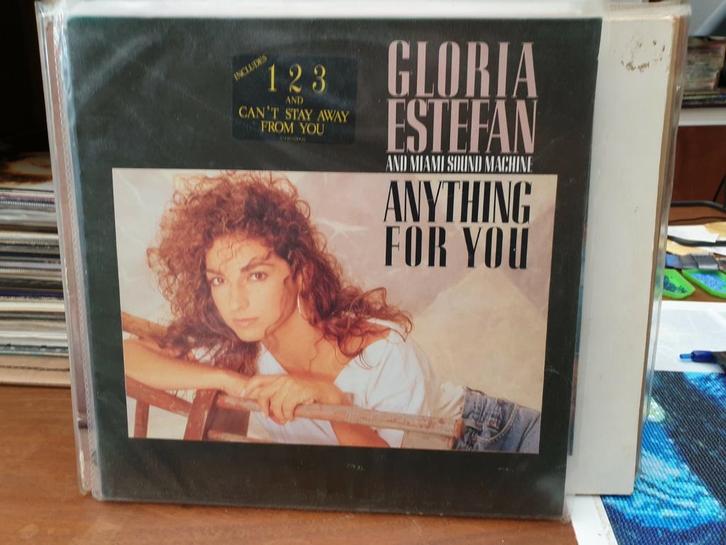 INCLUDES
1 2 3
AND
CAN'T STAY AWAY
FROM YOU
GLORIA
ESTEFAN
AND MIAMI SOUND MACHINE
ANYTHING
FOR YOU